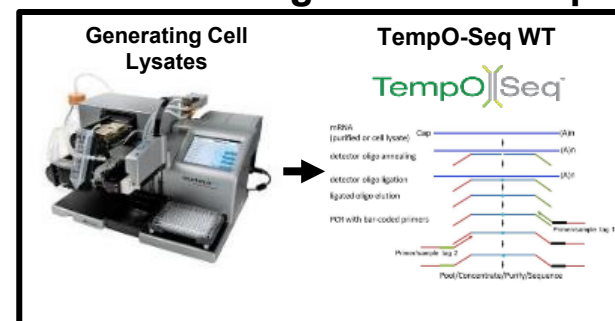 Generating Cell
Lysates
TempO-Seq WT
TempO Seq
mRNA
(purified or cell lysate)
Cap
(A)n
detector oligo annealing
(A)n
detector oligo ligation
(A)n
ligated oligo elution
PCR with bar-coded primers
Primer/sample tag 1
Primer/sample tag 2
Pool/Concentrate/Purify/Sequence